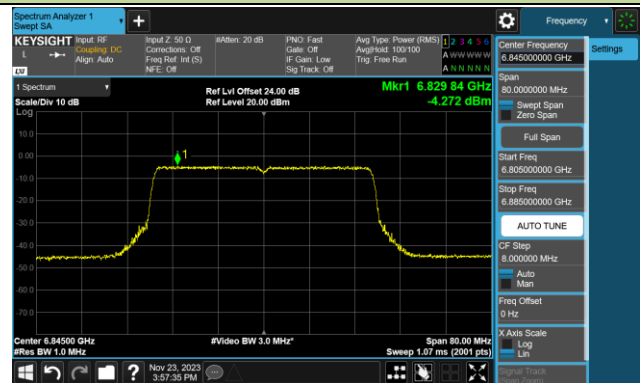 Spectrum Analyzer 1
Swept SA
+
Frequency
KEYSIGHT
L
LXI
Input: RF
Coupling: DC
Align: Auto
Input Z: 50 Ω
Corrections: Off
Freq Ref: Int (S)
NFE: Off
#Atten: 20 dB
PNO: Fast
Gate: Off
IF Gain: Low
Sig Track: Off
Avg Type: Power (RMS)
Avg|Hold: 100/100
Trig: Free Run
1 2 3 4 5 6
A W W W W W
A N N N N N
1 Spectrum
Scale/Div 10 dB
Log
Ref Lvl Offset 24.00 dB
Ref Level 20.00 dBm
Mkr1 6.829 84 GHz
-4.272 dBm
10.0
0.00
-10.0
-20.0
-30.0
-40.0
-50.0
-60.0
-70.0
1
Center 6.84500 GHz
#Res BW 1.0 MHz
#Video BW 3.0 MHz*
Span 80.00 MHz
Sweep 1.07 ms (2001 pts)
Nov 23, 2023
3:57:35 PM
?
Center Frequency
6.845000000 GHz
Settings
Span
80.0000000 MHz
Swept Span
Zero Span
Full Span
Start Freq
6.805000000 GHz
Stop Freq
6.885000000 GHz
AUTO TUNE
CF Step
8.000000 MHz
Auto
Man
Freq Offset
0 Hz
X Axis Scale
Log
Lin
Signal Track
(Span Zoom)